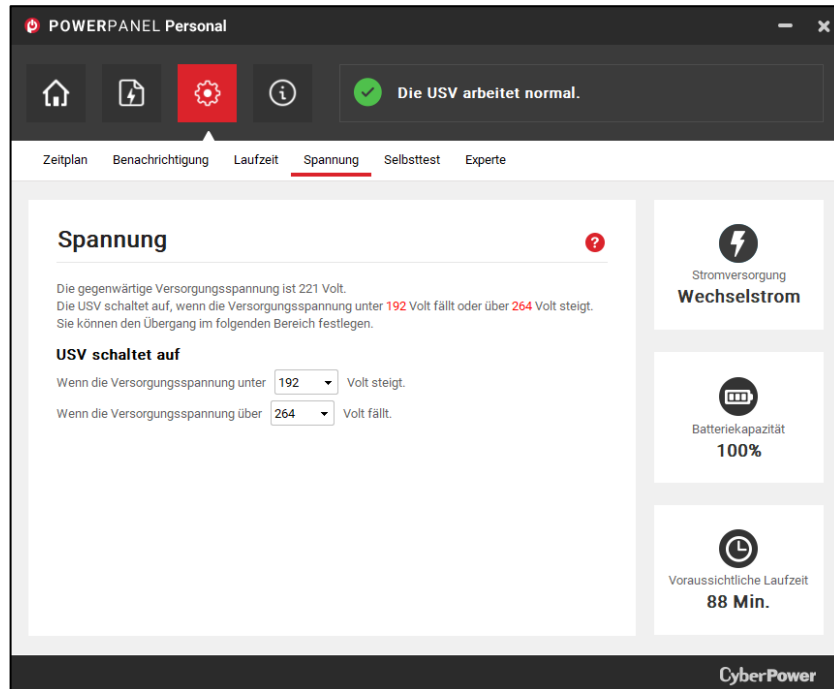 POWERPANEL Personal
Die USV arbeitet normal.
Zeitplan Benachrichtigung Laufzeit Spannung Selbsttest Experte
Spannung
?
Die gegenwärtige Versorgungsspannung ist 221 Volt.
Die USV schaltet auf, wenn die Versorgungsspannung unter 192 Volt fällt oder über 264 Volt steigt.
Sie können den Übergang im folgenden Bereich festlegen.
USV schaltet auf
Wenn die Versorgungsspannung unter 192 Volt steigt.
Wenn die Versorgungsspannung über 264 Volt fällt.
Stromversorgung
Wechselstrom
Batteriekapazität
100%
Voraussichtliche Laufzeit
88 Min.
CyberPower